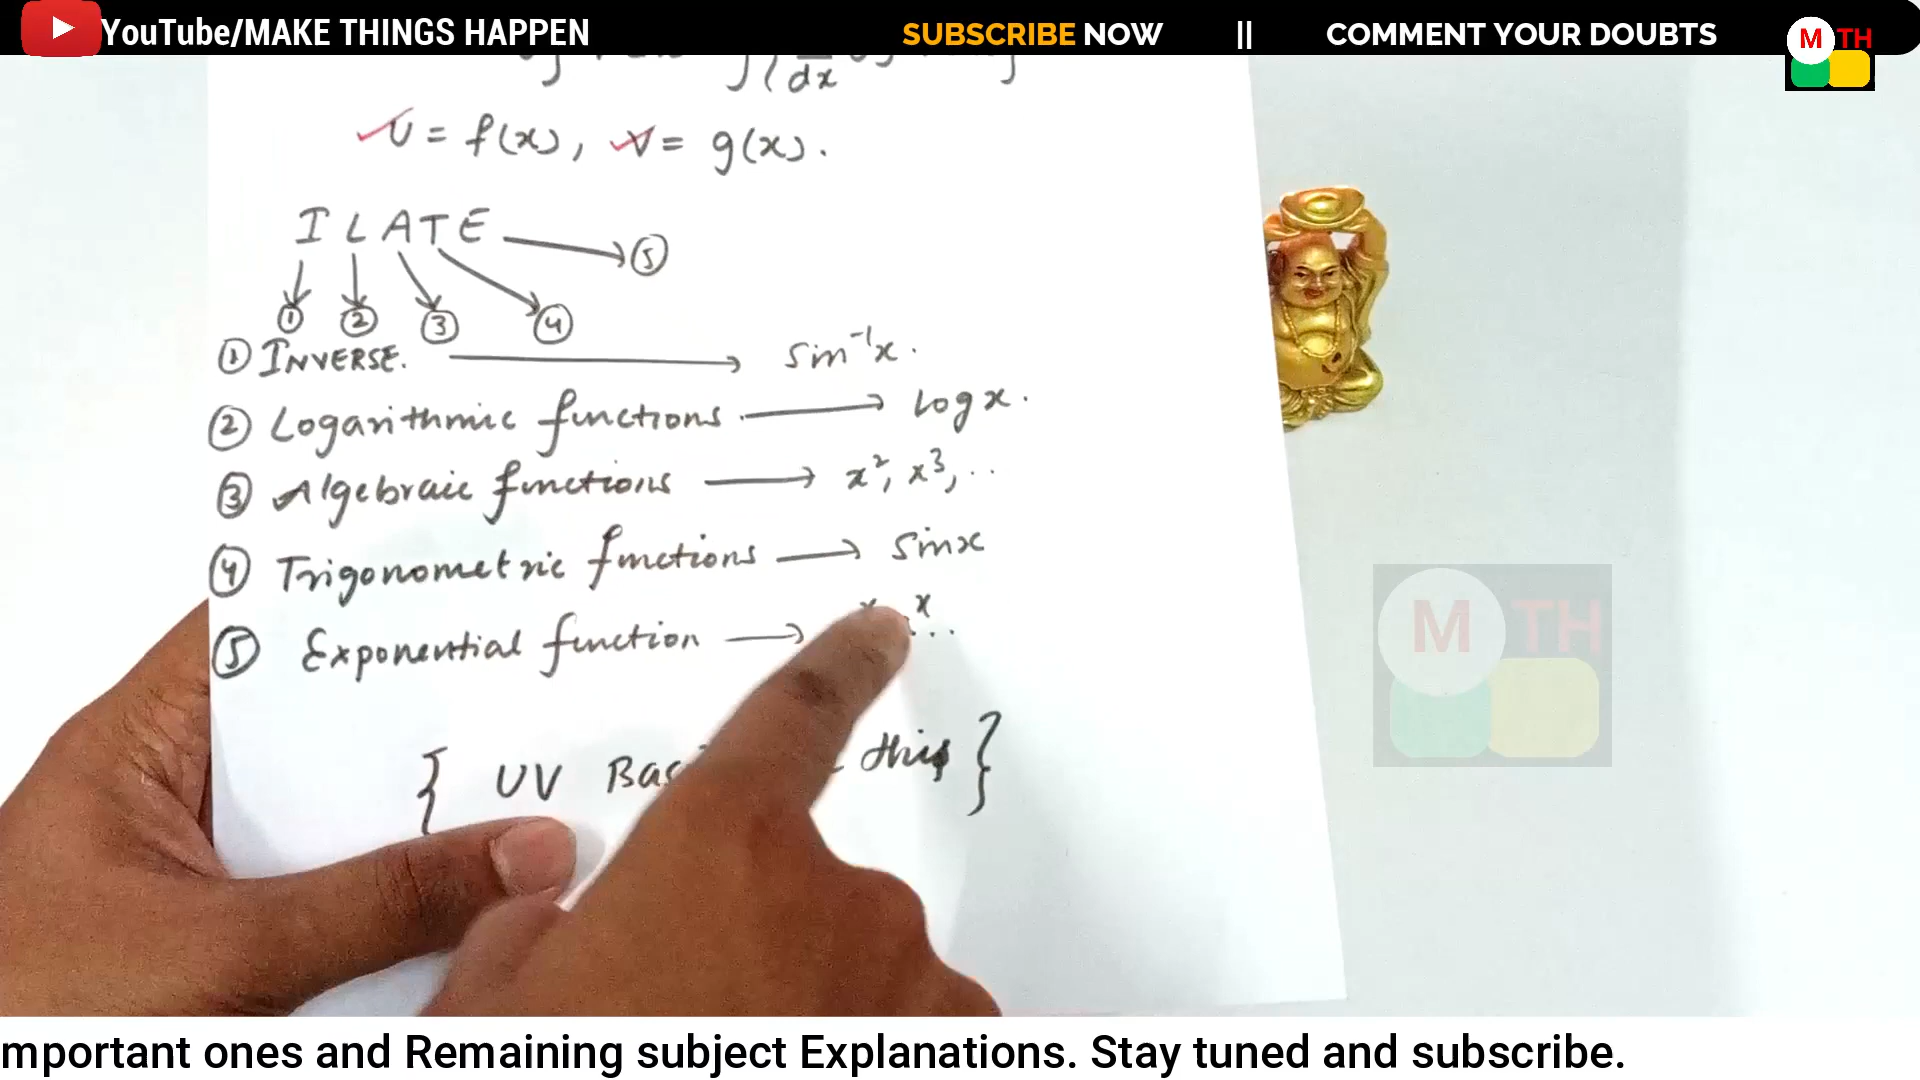 YouTube/MAKE THINGS HAPPEN
SUBSCRIBE NOW || COMMENT YOUR DOUBTS
M TH
dx
U = f(x), V = g(x).
I L A T E → ⑤
① ② ③ ④
① INVERSE. → sin⁻¹x.
② Logarithmic functions → log x.
③ Algebraic functions → x², x³, ..
④ Trigonometric functions → sinx
⑤ Exponential function →
{ UV this }
M TH
mportant ones and Remaining subject Explanations. Stay tuned and subscribe.